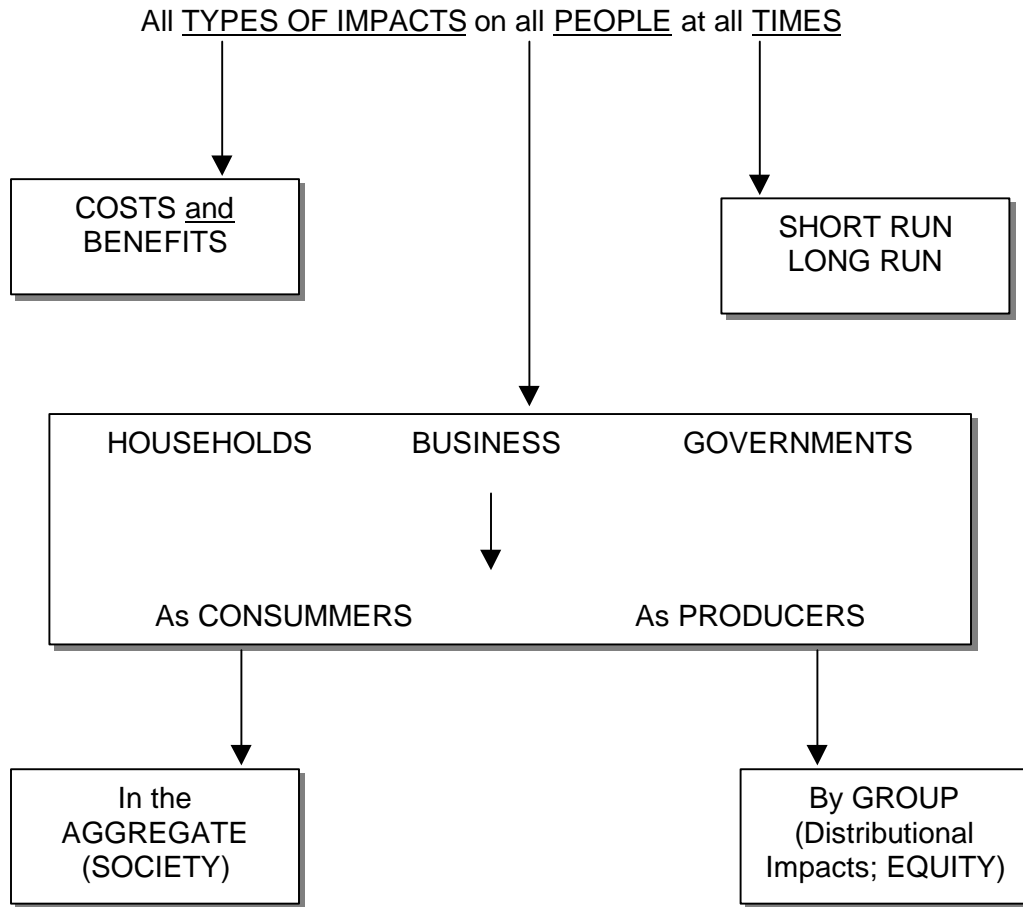 All TYPES OF IMPACTS on all PEOPLE at all TIMES
COSTS and
BENEFITS
SHORT RUN
LONG RUN
HOUSEHOLDS BUSINESS GOVERNMENTS
As CONSUMMERS As PRODUCERS
In the
AGGREGATE
(SOCIETY)
By GROUP
(Distributional
Impacts; EQUITY)